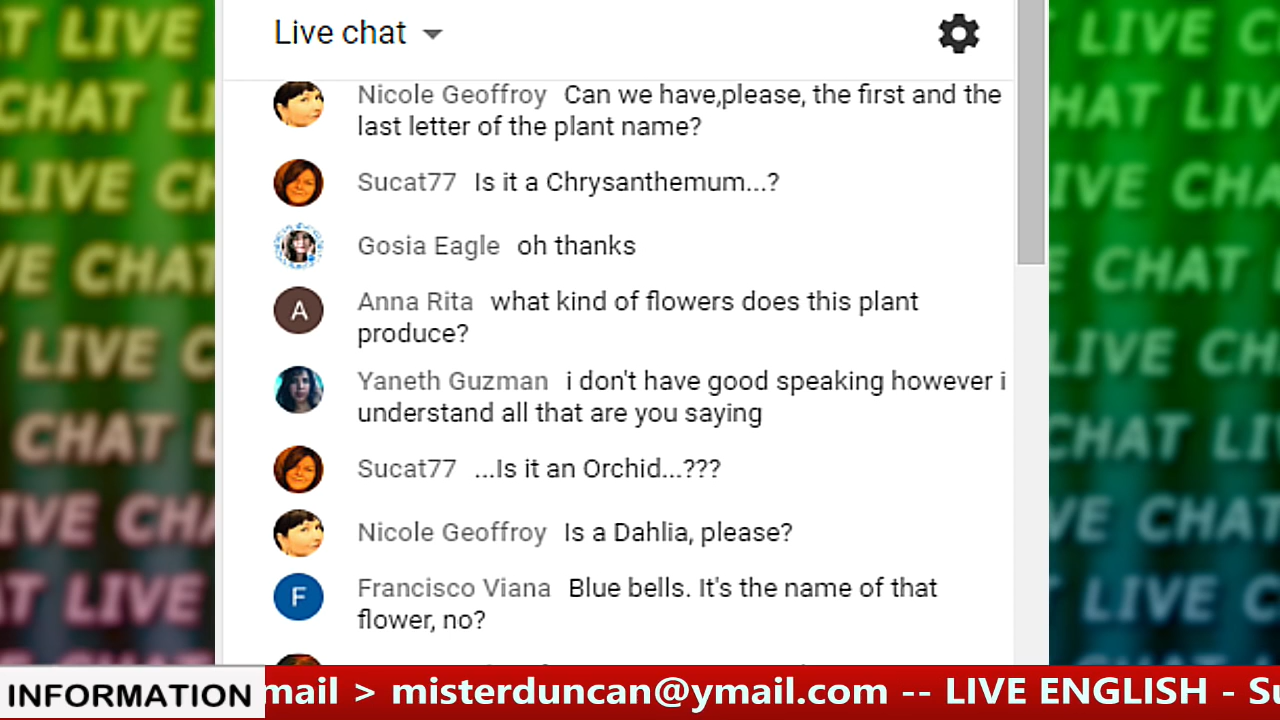 Live chat
Nicole Geoffroy Can we have,please, the first and the
last letter of the plant name?
Sucat77 Is it a Chrysanthemum...?
Gosia Eagle oh thanks
A Anna Rita what kind of flowers does this plant
produce?
Yaneth Guzman i don't have good speaking however i
understand all that are you saying
Sucat77 ...Is it an Orchid...???
Nicole Geoffroy Is a Dahlia, please?
F Francisco Viana Blue bells. It's the name of that
flower, no?
INFORMATION mail > misterduncan@ymail.com -- LIVE ENGLISH - Su